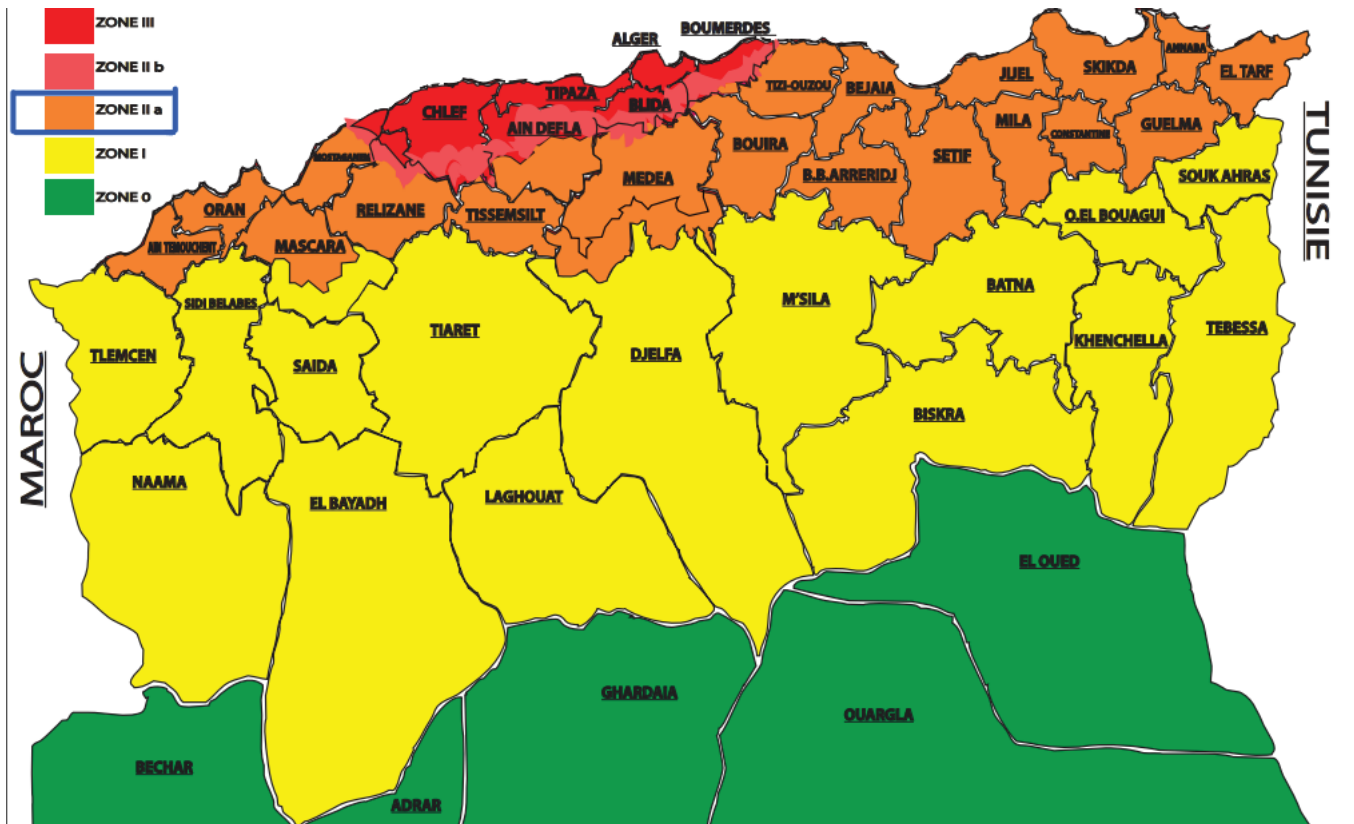 ZONE III
ZONE II b
ZONE II a
ZONE I
ZONE 0
ALGER
BOUMERDES
ANNABA
SKIKDA
EL TARF
JIJEL
TIZI-OUZOU
BEJAIA
TIPAZA
BLIDA
CHLEF
AIN DEFLA
MILA
CONSTANTINE
GUELMA
MOSTAGANEM
BOUIRA
SETIF
B.B.ARRERIDJ
MEDEA
SOUK AHRAS
ORAN
RELIZANE
TISSEMSILT
O.EL BOUAGUI
AIN TEMOUCHENT
MASCARA
TUNISIE
SIDI BELABES
M'SILA
BATNA
TIARET
TEBESSA
KHENCHELLA
TLEMCEN
SAIDA
DJELFA
MAROC
BISKRA
NAAMA
EL BAYADH
LAGHOUAT
EL OUED
GHARDAIA
OUARGLA
BECHAR
ADRAR